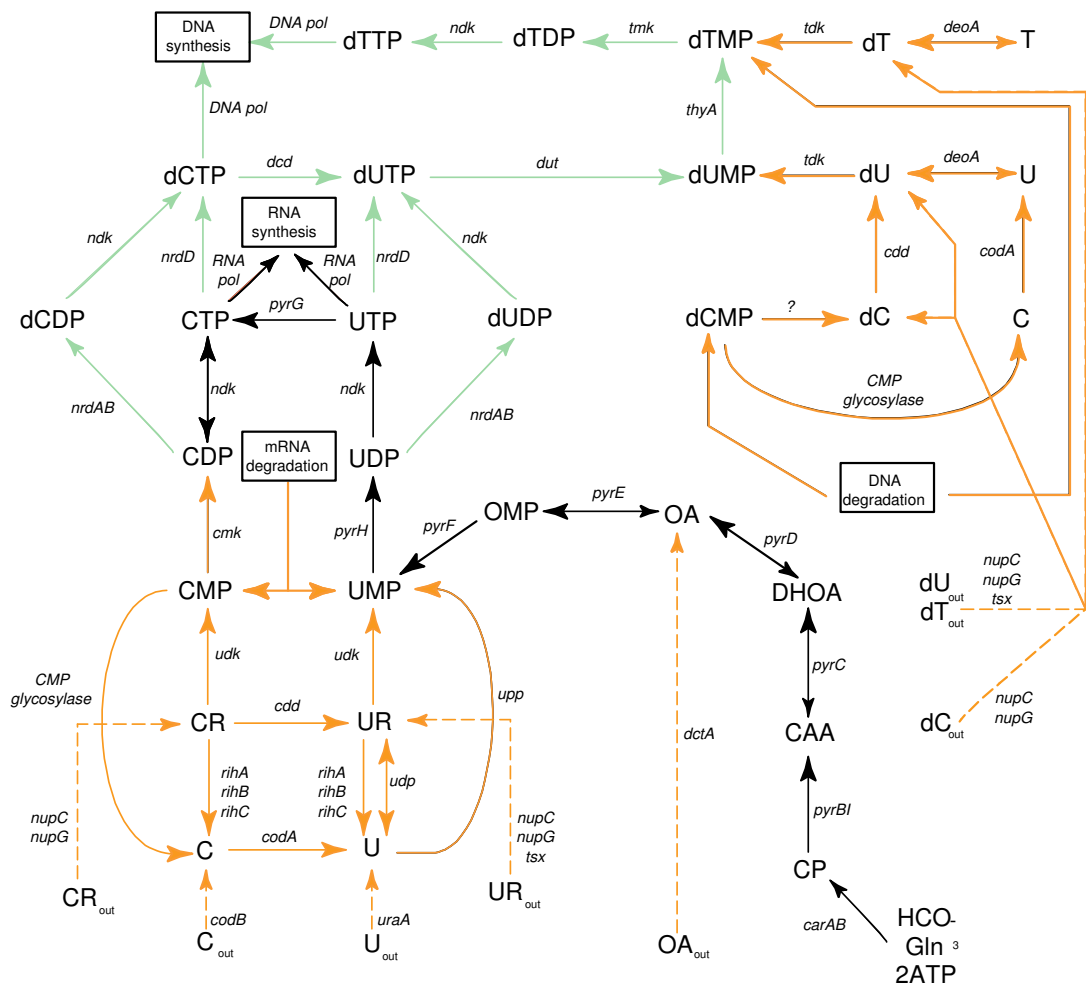 DNA
synthesis
DNA pol
dTTP
ndk
dTDP
tmk
dTMP
tdk
dT
deoA
T
DNA pol
thyA
dCTP
dcd
dUTP
dut
dUMP
tdk
dU
deoA
U
RNA
synthesis
ndk
nrdD
RNA
pol
RNA
pol
nrdD
ndk
cdd
codA
dCDP
CTP
pyrG
UTP
dUDP
dCMP
?
dC
C
ndk
ndk
CMP
glycosylase
nrdAB
nrdAB
CDP
mRNA
degradation
UDP
DNA
degradation
cmk
pyrH
pyrF
OMP
pyrE
OA
pyrD
CMP
UMP
DHOA
dU out
dT out
nupC
nupG
tsx
CMP
glycosylase
udk
udk
upp
pyrC
CR
cdd
UR
dctA
CAA
dC out
nupC
nupG
rihA
rihB
rihC
rihA
rihB
rihC
udp
nupC
nupG
nupC
nupG
tsx
pyrBI
C
codA
U
CP
CR out
codB
uraA
UR out
carAB
C out
U out
OA out
HCO-
Gln 3
2ATP